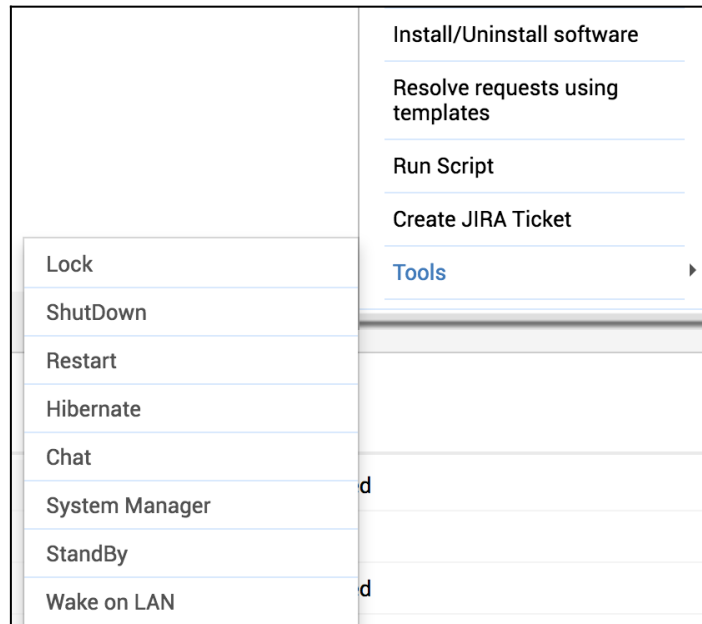 Install/Uninstall software
Resolve requests using
templates
Run Script
Create JIRA Ticket
Tools
Lock
ShutDown
Restart
Hibernate
Chat
System Manager
StandBy
Wake on LAN
d
d